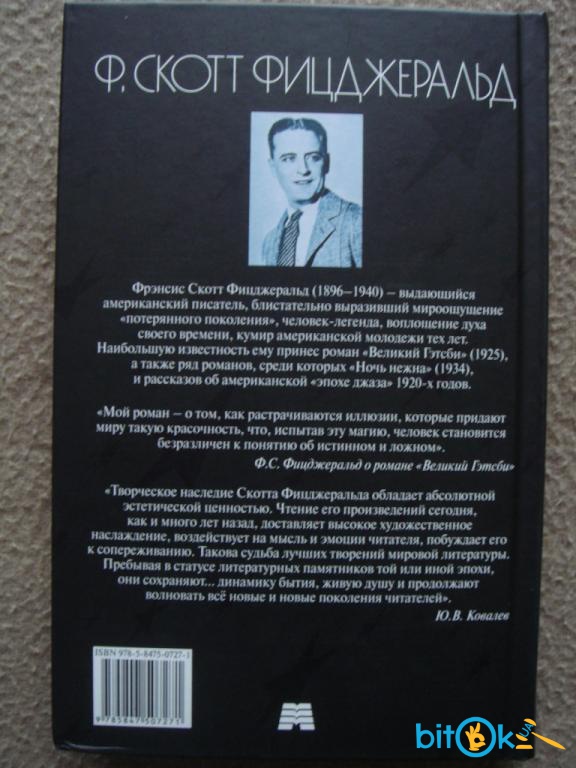 Ф. СКОТТ ФИЦДЖЕРАЛЬД
Фрэнсис Скотт Фицджеральд (1896–1940) – выдающийся
американский писатель, блистательно выразивший мироощущение
«потерянного поколения», человек-легенда, воплощение духа
своего времени, кумир американской молодежи тех лет.
Наибольшую известность ему принес роман «Великий Гэтсби» (1925),
а также ряд романов, среди которых «Ночь нежна» (1934),
и рассказов об американской «эпохе джаза» 1920-х годов.
«Мой роман – о том, как растрачиваются иллюзии, которые придают
миру такую красочность, что, испытав эту магию, человек становится
безразличен к понятию об истинном и ложном».
Ф.С. Фицджеральд о романе «Великий Гэтсби»
«Творческое наследие Скотта Фицджеральда обладает абсолютной
эстетической ценностью. Чтение его произведений сегодня,
как и много лет назад, доставляет высокое художественное
наслаждение, воздействует на мысль и эмоции читателя, побуждает его
к сопереживанию. Такова судьба лучших творений мировой литературы.
Пребывая в статусе литературных памятников той или иной эпохи,
они сохраняют... динамику бытия, живую душу и продолжают
волновать всё новые и новые поколения читателей».
Ю.В. Ковалев
ISBN 978-5-8475-0727-1
9 785847 507271
bitOk.UA